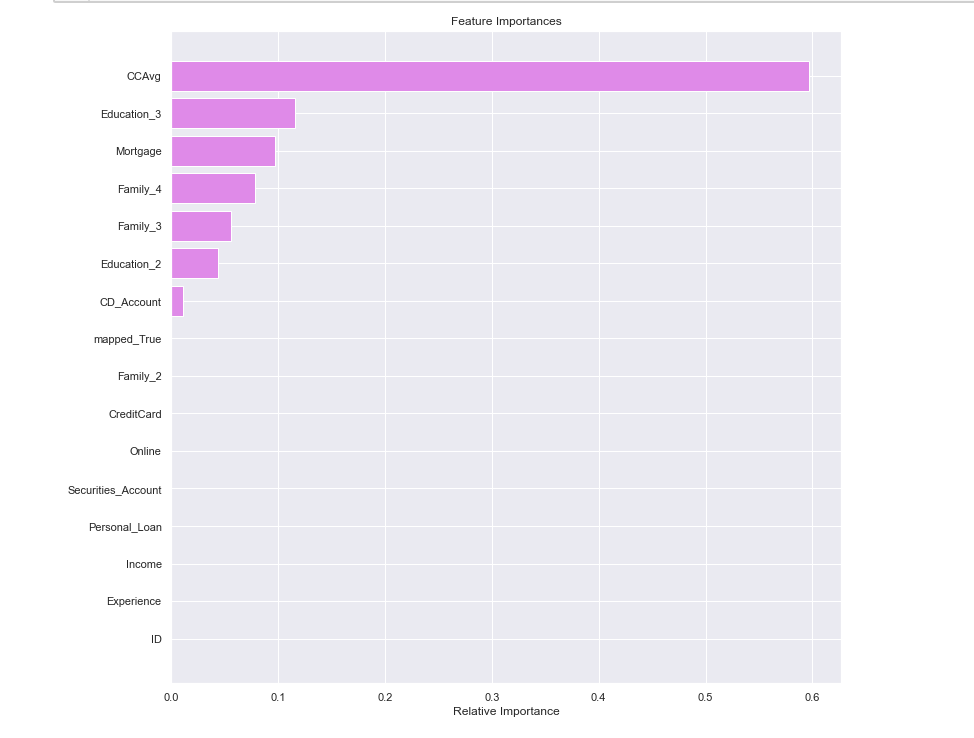 Feature Importances
CCAvg
Education_3
Mortgage
Family_4
Family_3
Education_2
CD_Account
mapped_True
Family_2
CreditCard
Online
Securities_Account
Personal_Loan
Income
Experience
ID
0.0 0.1 0.2 0.3 0.4 0.5 0.6
Relative Importance